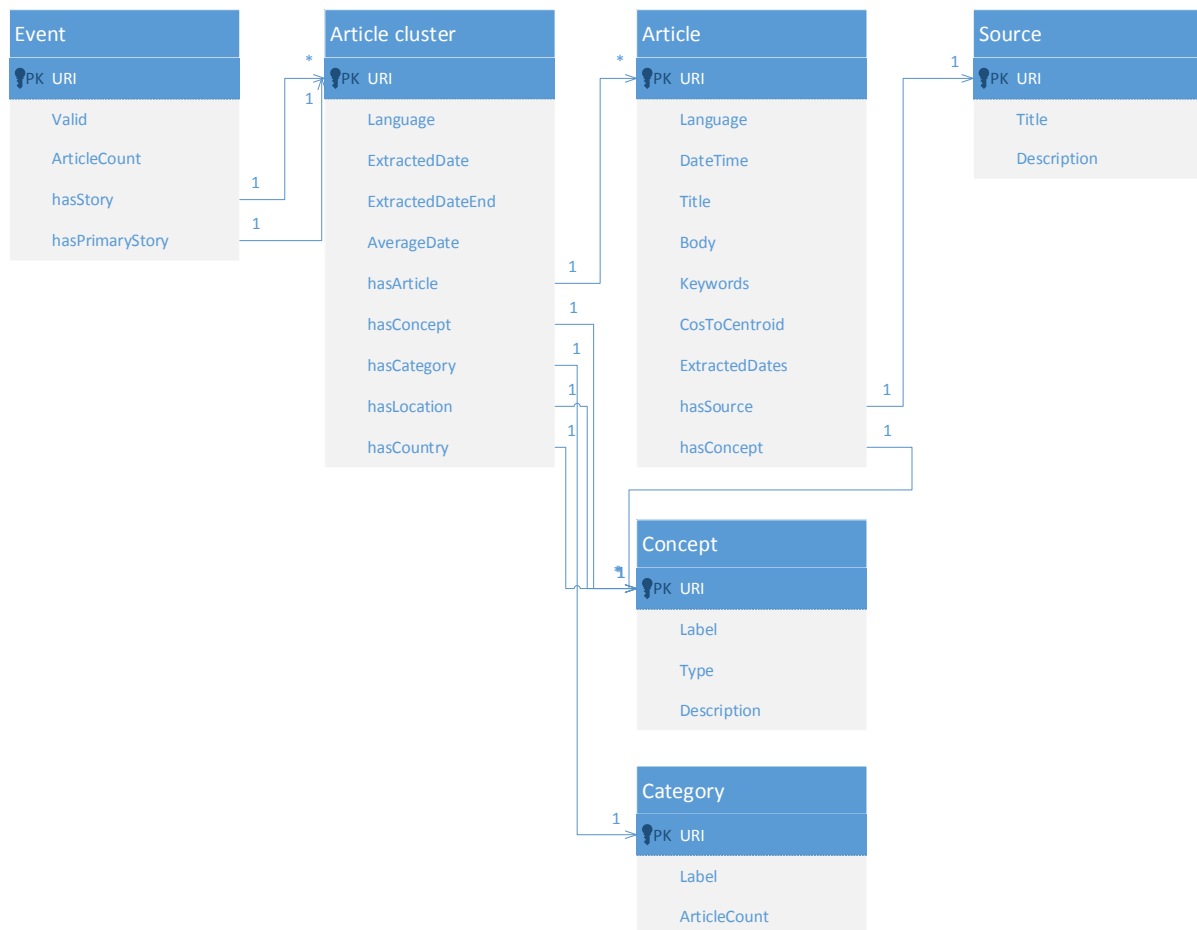 Event
PK URI
Valid
ArticleCount
hasStory
hasPrimaryStory
1
1
*
1
Article cluster
PK URI
Language
ExtractedDate
ExtractedDateEnd
AverageDate
hasArticle
hasConcept
hasCategory
hasLocation
hasCountry
1
1
1
1
1
*
Article
PK URI
Language
DateTime
Title
Body
Keywords
CosToCentroid
ExtractedDates
hasSource
hasConcept
1
1
1
Source
PK URI
Title
Description
Concept
*1
PK URI
Label
Type
Description
Category
1
PK URI
Label
ArticleCount